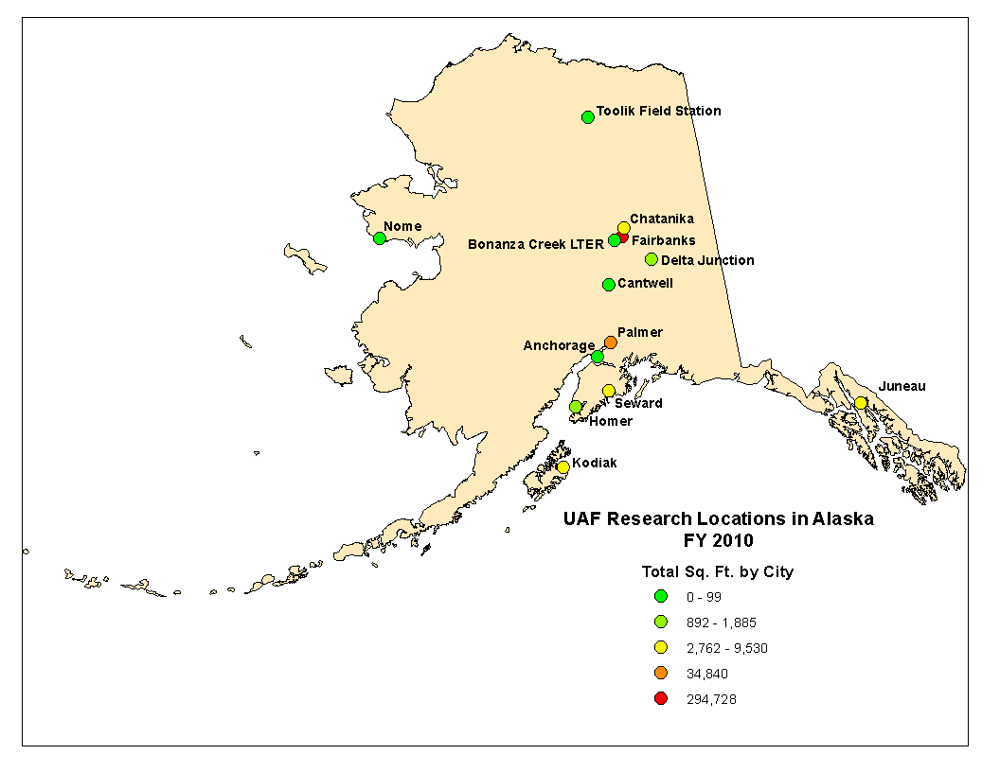 Toolik Field Station
Chatanika
Nome
Fairbanks
Bonanza Creek LTER
Delta Junction
Cantwell
Palmer
Anchorage
Juneau
Seward
Homer
Kodiak
UAF Research Locations in Alaska
FY 2010
Total Sq. Ft. by City
0 - 99
892 - 1,885
2,762 - 9,530
34,840
294,728